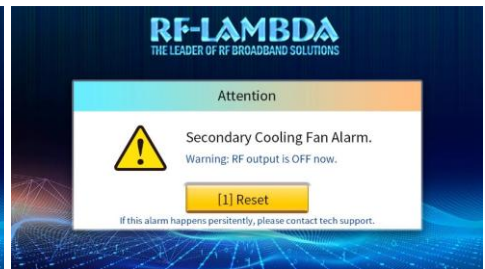 RF-LAMBDA
THE LEADER OF RF BROADBAND SOLUTIONS
Attention
Secondary Cooling Fan Alarm.
Warning: RF output is OFF now.
[1] Reset
If this alarm happens persitently, please contact tech support.